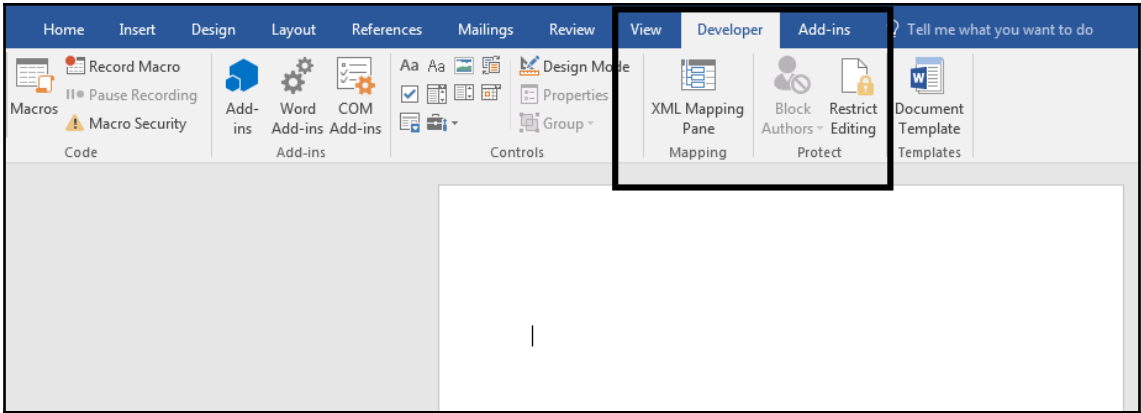 Home Insert Design Layout References Mailings Review View Developer Add-ins Tell me what you want to do
Macros
Record Macro
Pause Recording
Macro Security
Code
Add-
ins
Word
Add-ins
COM
Add-ins
Add-ins
Aa Aa
Design Mode
Properties
Group
Controls
XML Mapping
Pane
Mapping
Block
Authors
Restrict
Editing
Protect
Document
Template
Templates